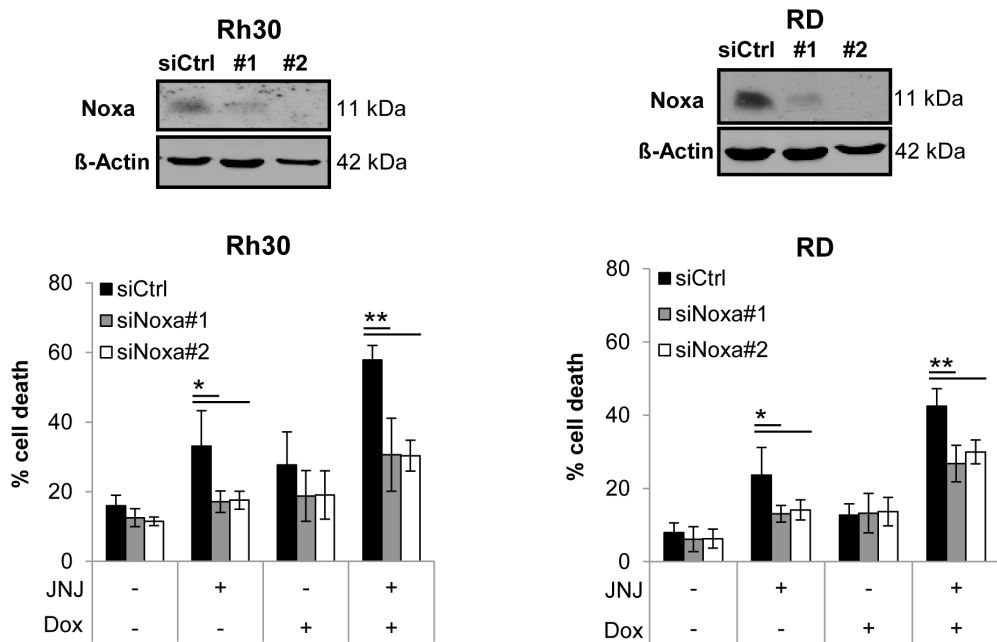 Rh30
siCtrl #1 #2
Noxa 11 kDa
ß-Actin 42 kDa
RD
siCtrl #1 #2
Noxa 11 kDa
ß-Actin 42 kDa
Rh30
80
60
40
20
0
% cell death
siCtrl
siNoxa#1
siNoxa#2
*
**
JNJ - + - +
Dox - - + +
RD
80
60
40
20
0
% cell death
siCtrl
siNoxa#1
siNoxa#2
*
**
JNJ - + - +
Dox - - + +